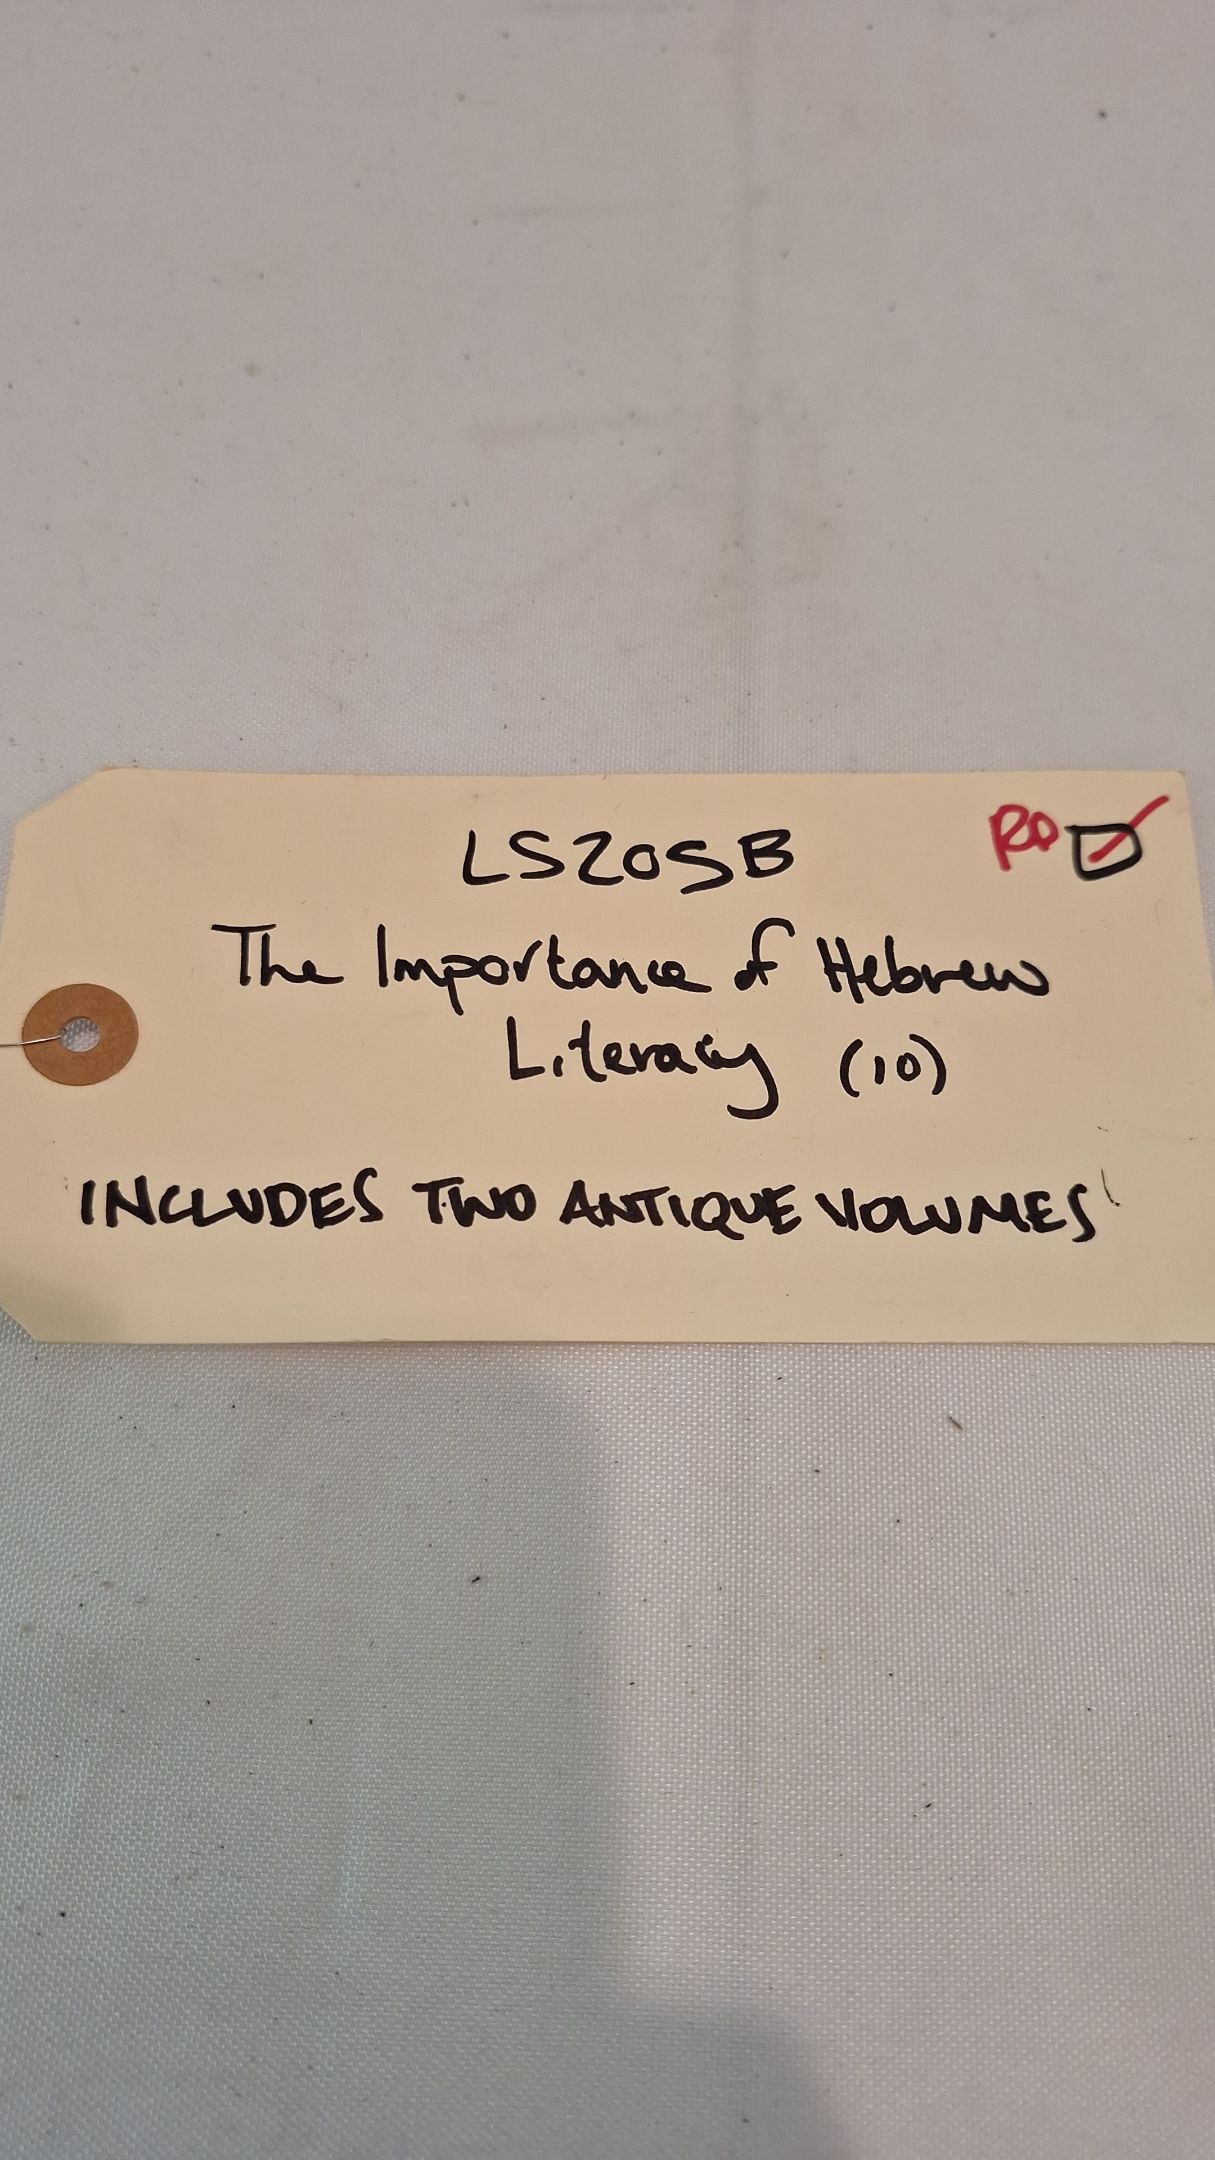 LS205B
RD ☑
The Importance of Hebrew
Literacy (10)
INCLUDES TWO ANTIQUE VOLUMES